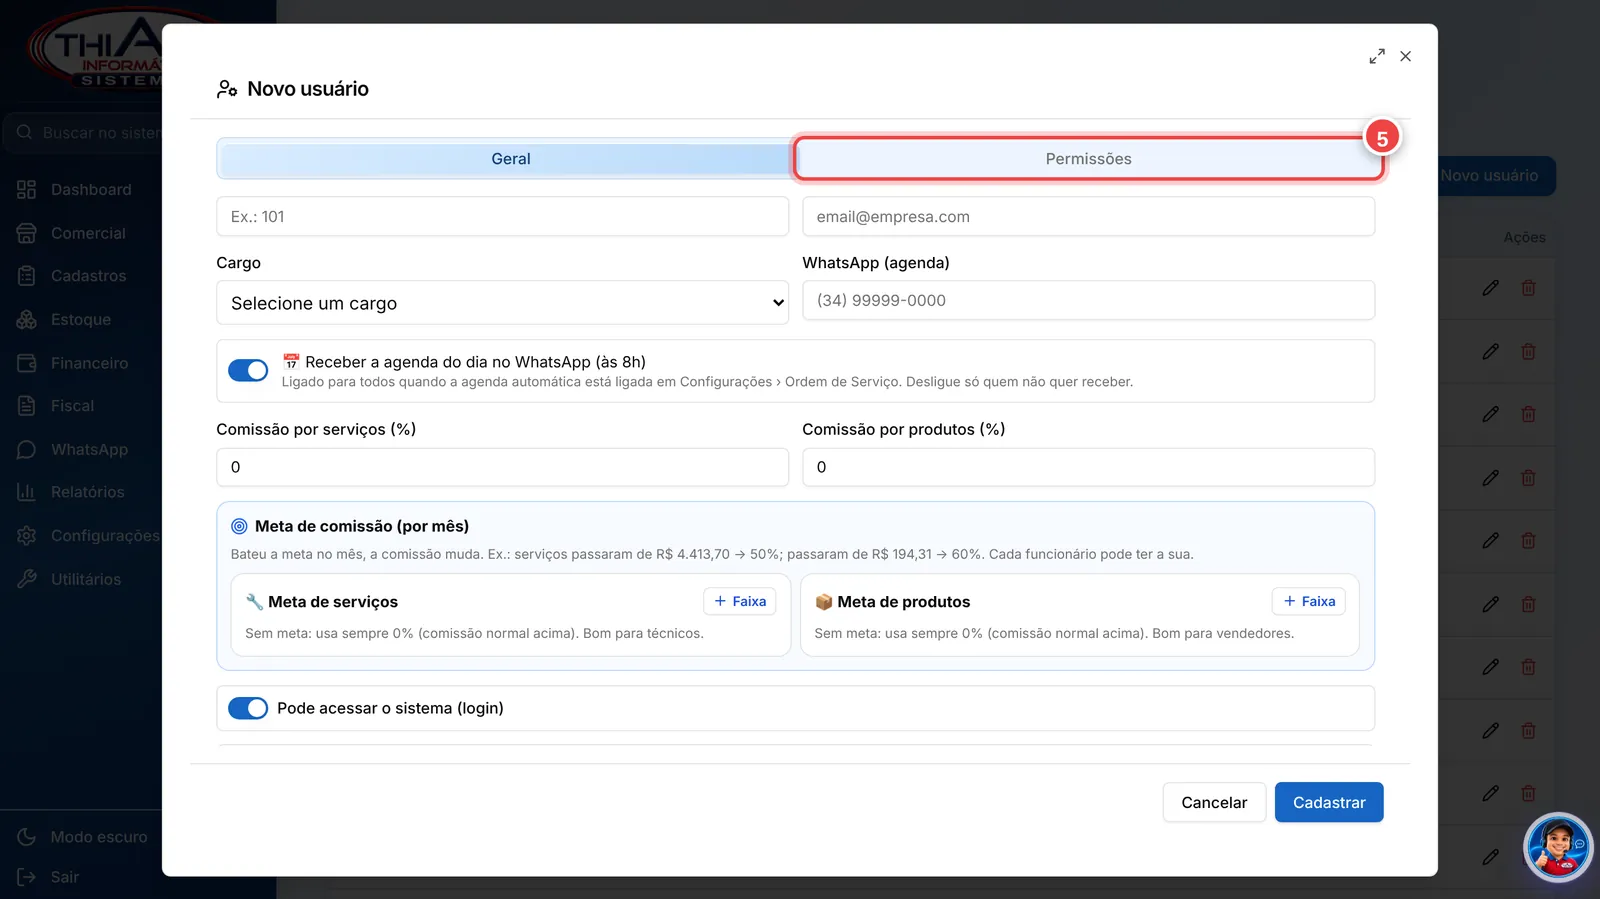 THIA
INFORMÁ
SISTEM
Buscar no sister
Dashboard
Comercial
Cadastros
Estoque
Financeiro
Fiscal
WhatsApp
Relatórios
Configurações
Utilitários
Modo escuro
Sair
Novo usuário
Ações
Novo usuário
Geral
Permissões
5
Ex.: 101
email@empresa.com
Cargo
WhatsApp (agenda)
Selecione um cargo
(34) 99999-0000
📅 Receber a agenda do dia no WhatsApp (às 8h)
Ligado para todos quando a agenda automática está ligada em Configurações › Ordem de Serviço. Desligue só quem não quer receber.
Comissão por serviços (%)
Comissão por produtos (%)
0
0
Meta de comissão (por mês)
Bateu a meta no mês, a comissão muda. Ex.: serviços passaram de R$ 4.413,70 → 50%; passaram de R$ 194,31 → 60%. Cada funcionário pode ter a sua.
🔧 Meta de serviços
+ Faixa
Sem meta: usa sempre 0% (comissão normal acima). Bom para técnicos.
📦 Meta de produtos
+ Faixa
Sem meta: usa sempre 0% (comissão normal acima). Bom para vendedores.
Pode acessar o sistema (login)
Cancelar
Cadastrar